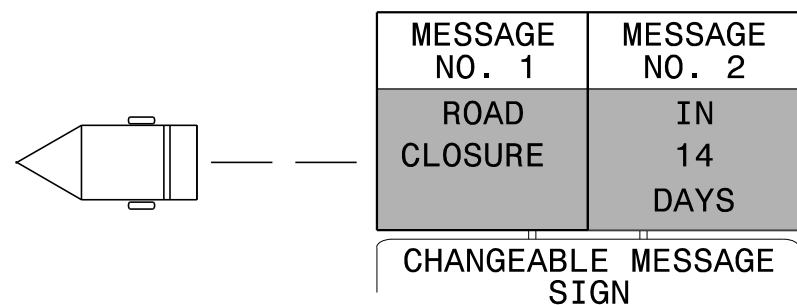 MESSAGE
NO. 1
MESSAGE
NO. 2
ROAD
CLOSURE
IN
14
DAYS
CHANGEABLE MESSAGE
SIGN